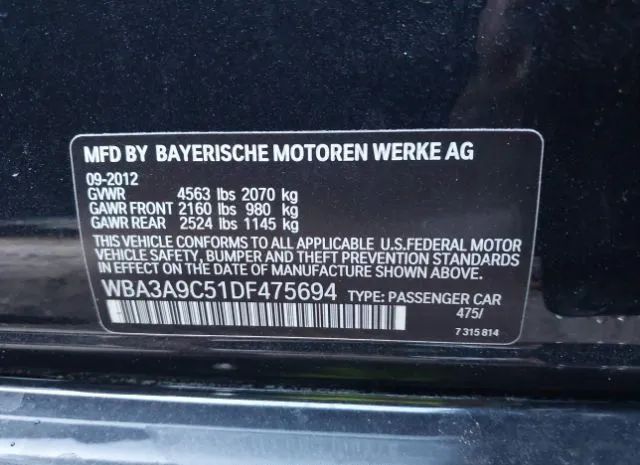 MFD BY BAYERISCHE MOTOREN WERKE AG
09-2012
GVWR 4563 lbs 2070 kg
GAWR FRONT 2160 lbs 980 kg
GAWR REAR 2524 lbs 1145 kg
THIS VEHICLE CONFORMS TO ALL APPLICABLE U.S.FEDERAL MOTOR
VEHICLE SAFETY, BUMPER AND THEFT PREVENTION STANDARDS
IN EFFECT ON THE DATE OF MANUFACTURE SHOWN ABOVE.
WBA3A9C51DF475694 TYPE: PASSENGER CAR
475/
7 315 814